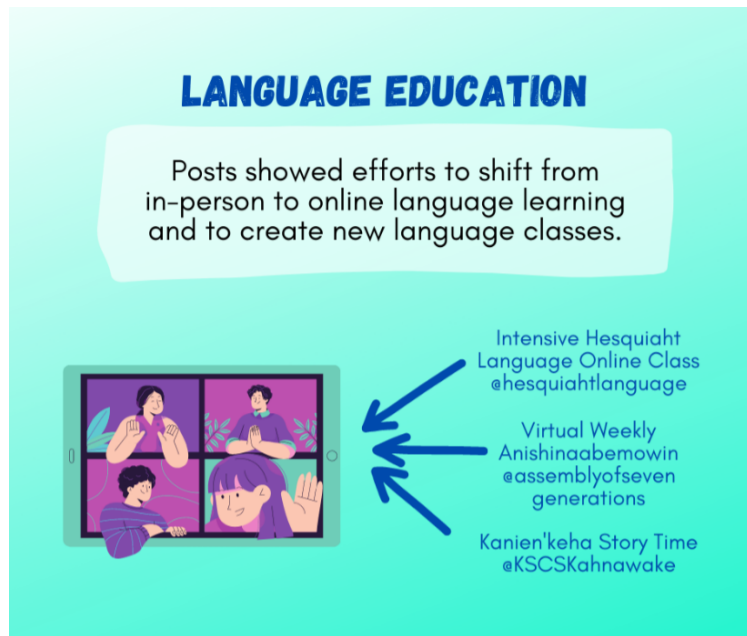 LANGUAGE EDUCATION
Posts showed efforts to shift from
in-person to online language learning
and to create new language classes.
Intensive Hesquiaht
Language Online Class
@hesquiahtlanguage
Virtual Weekly
Anishinaabemowin
@assemblyofseven
generations
Kanien'keha Story Time
@KSCSKahnawake